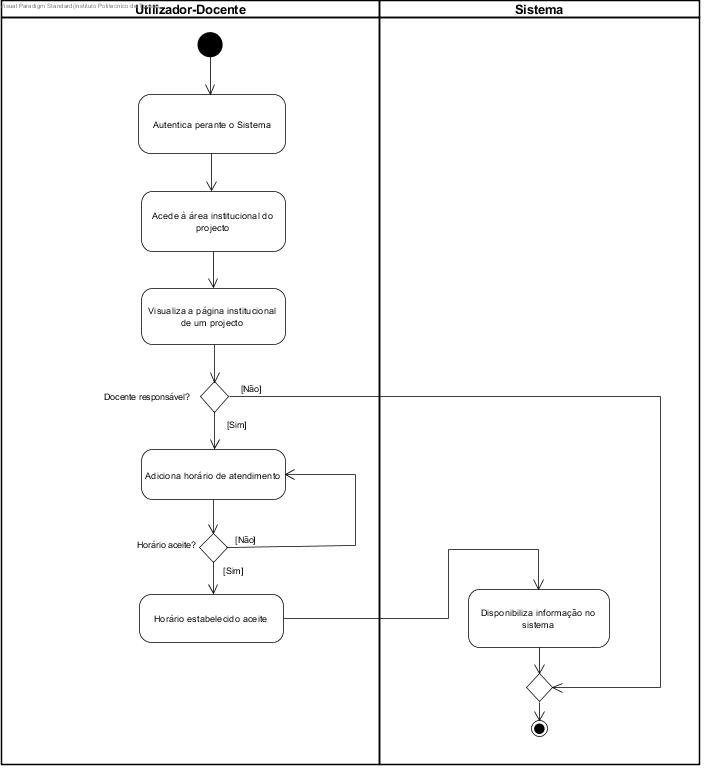 Visual Paradigm Standard(Instituto Politecnico de
Utilizador-Docente
Sistema
Autentica perante o Sistema
Acede à área institucional do
projecto
Visualiza a página institucional
de um projecto
Docente responsável?
[Não]
[Sim]
Adiciona horário de atendimento
Horário aceite?
[Não]
[Sim]
Horário estabelecido aceite
Disponibiliza informação no
sistema